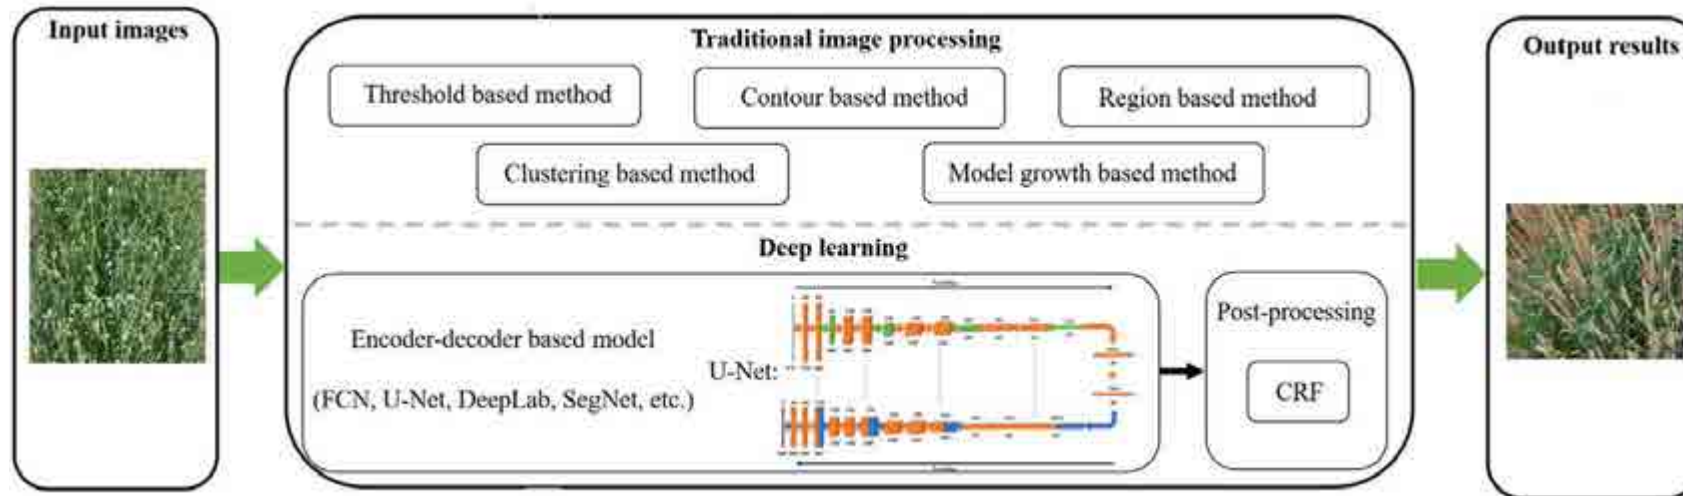 Input images
Traditional image processing
Output results
Threshold based method
Contour based method
Region based method
Clustering based method
Model growth based method
Deep learning
Encoder-decoder based model
(FCN, U-Net, DeepLab, SegNet, etc.)
U-Net:
Post-processing
CRF